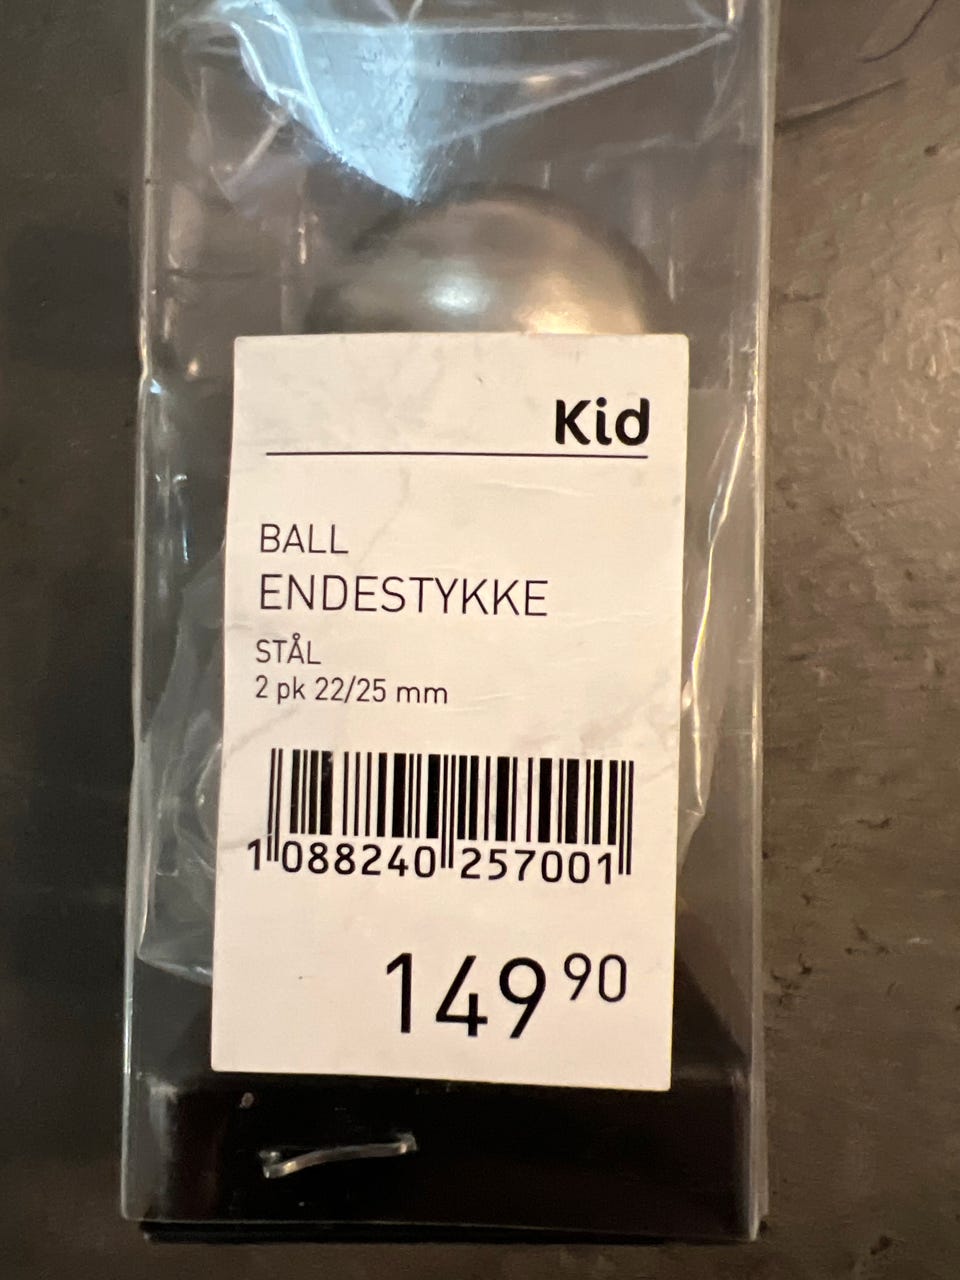 Kid
BALL
ENDESTYKKE
STÅL
2 pk 22/25 mm
1 088240 257001
149 90